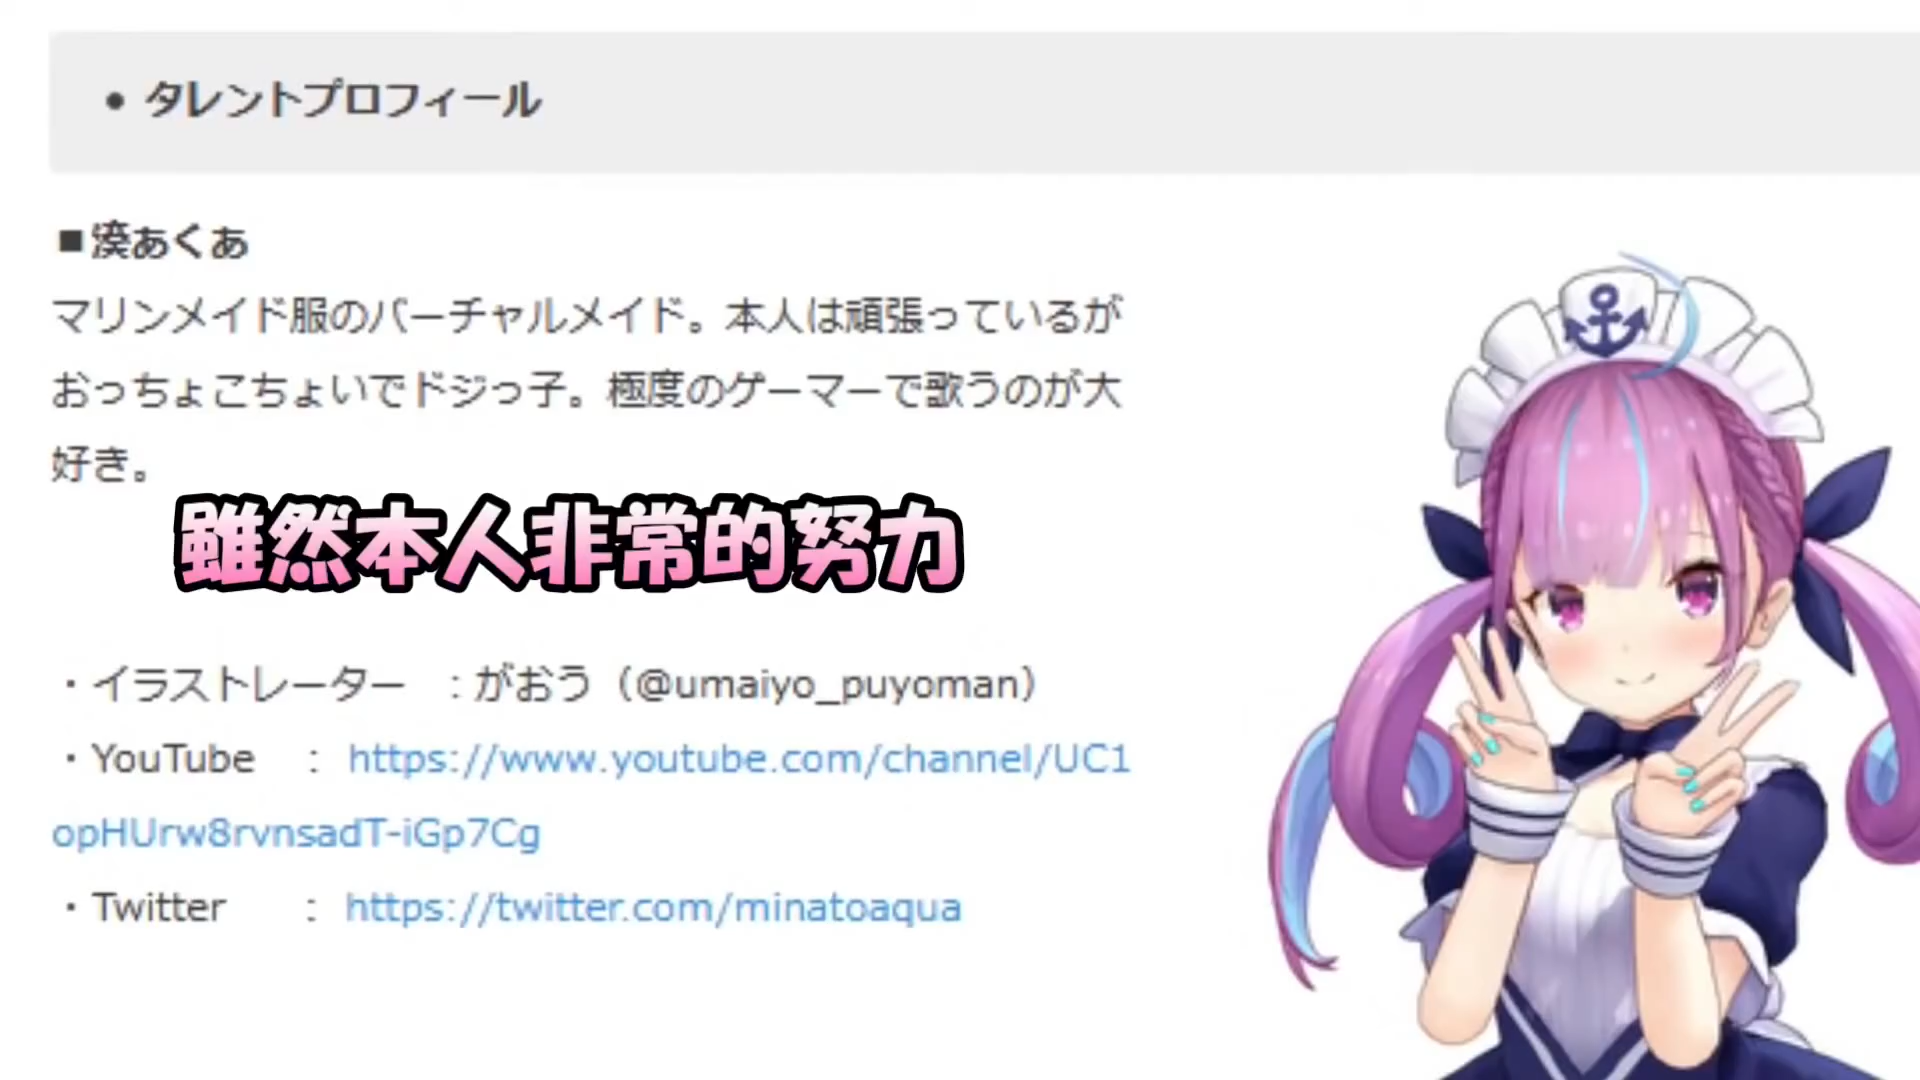 ● タレントプロフィール
■湊あくあ
マリンメイド服のバーチャルメイド。本人は頑張っているが
おっちょこちょいでドジっ子。極度のゲーマーで歌うのが大
好き。
雖然本人非常的努力
・イラストレーター　：がおう（@umaiyo_puyoman）
・YouTube　：　https://www.youtube.com/channel/UC1
opHUrw8rvnsadT-iGp7Cg
・Twitter　　：　https://twitter.com/minatoaqua